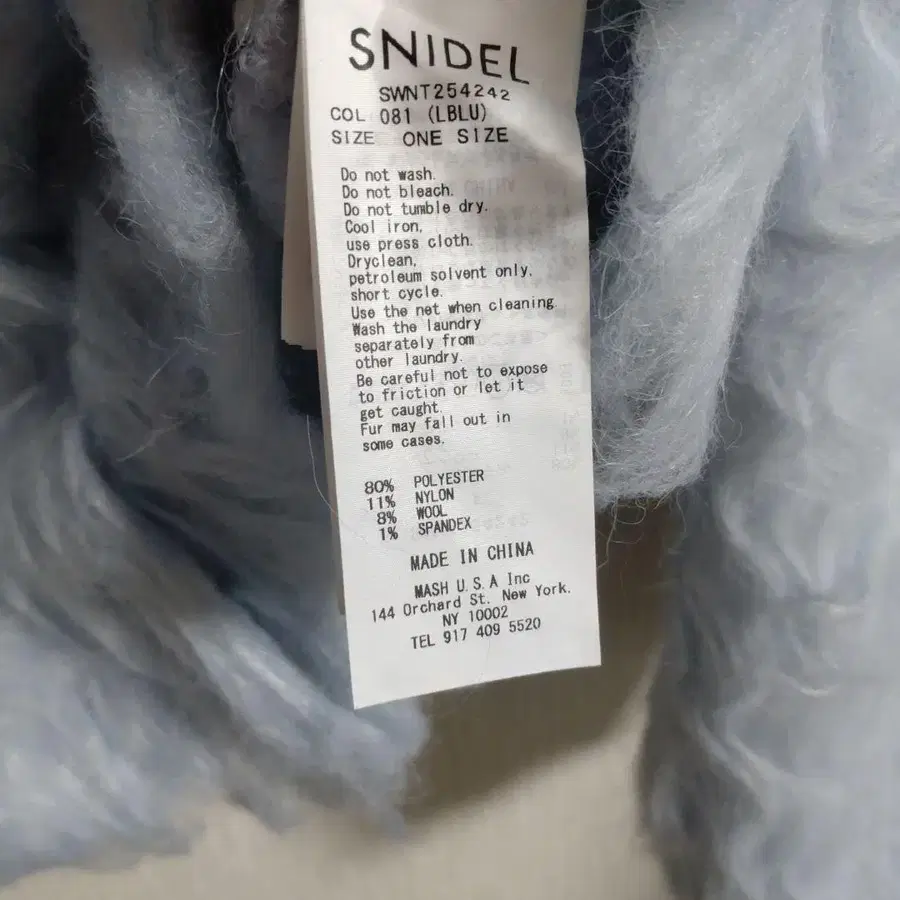 SNIDEL
SWNT254242
COL 081 (LBLU)
SIZE ONE SIZE
Do not wash.
Do not bleach.
Do not tumble dry.
Cool iron,
use press cloth.
Dryclean,
petroleum solvent only,
short cycle.
Use the net when cleaning
Wash the laundry
separately from
other laundry.
Be careful not to expose
to friction or let it
get caught.
Fur may fall out in
some cases.
80% POLYESTER
11% NYLON
8% WOOL
1% SPANDEX
MADE IN CHINA
MASH U.S.A Inc
144 Orchard St. New York.
NY 10002
TEL 917 409 5520